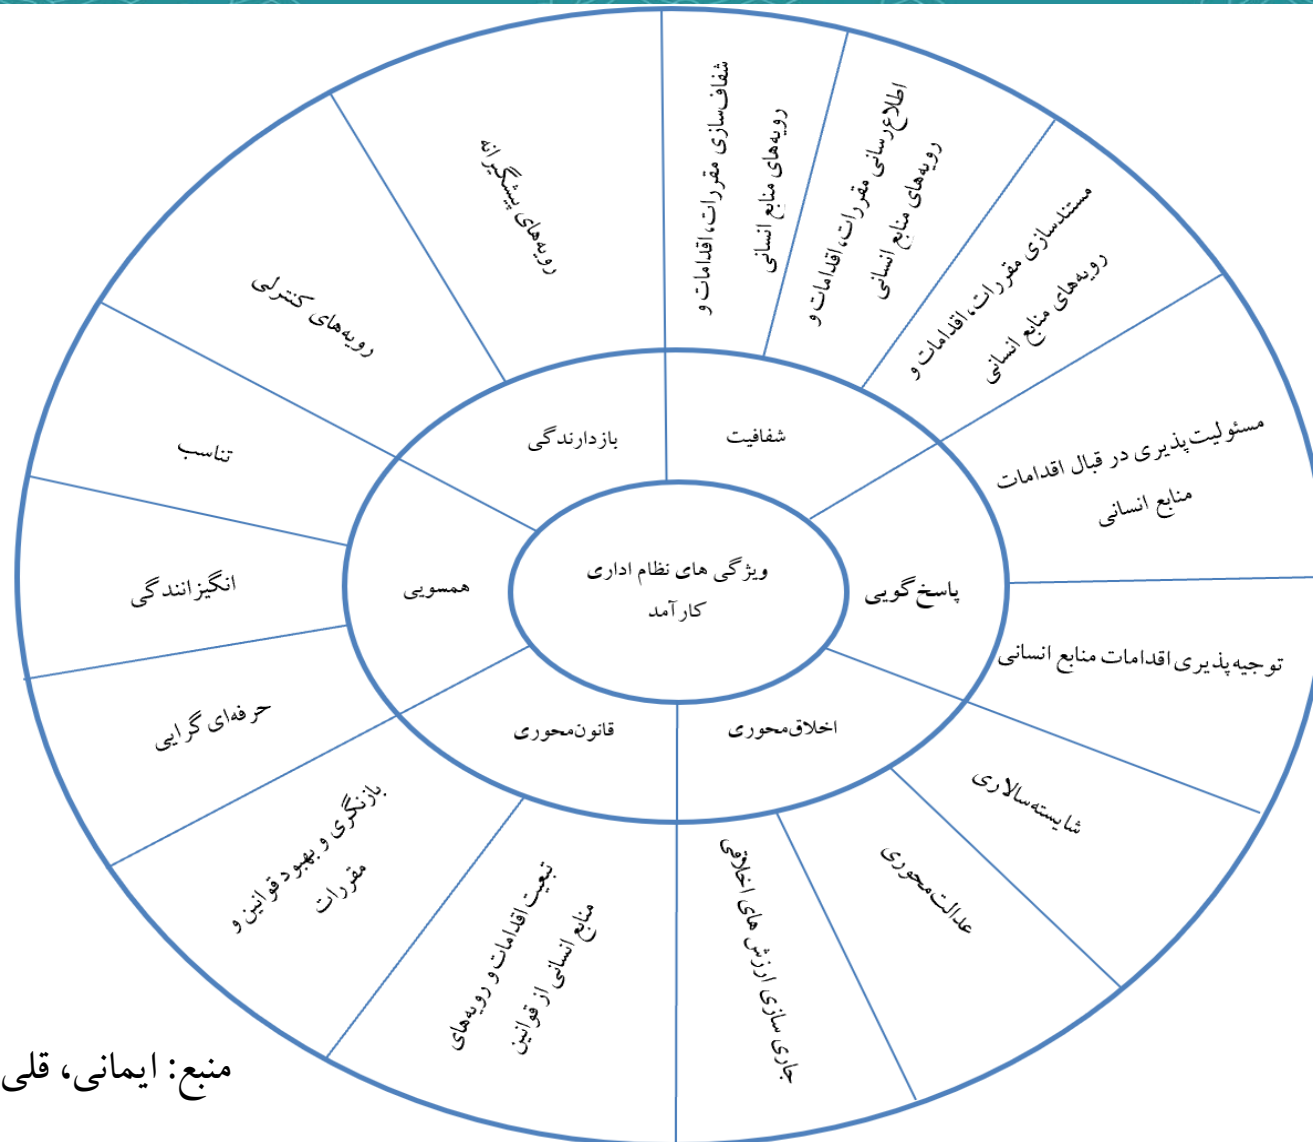 ویژگی های نظام اداری
کارآمد
شفافیت
پاسخ‌گویی
اخلاق‌محوری
قانون‌محوری
همسویی
بازدارندگی
شفاف‌سازی مقررات، اقدامات و
رویه‌های منابع انسانی
اطلاع‌رسانی مقررات، اقدامات و
رویه‌های منابع انسانی
مستندسازی مقررات، اقدامات و
رویه‌های منابع انسانی
مسئولیت‌پذیری در قبال اقدامات
منابع انسانی
توجیه‌پذیری اقدامات منابع انسانی
شایسته‌سالاری
عدالت‌محوری
جاری سازی ارزش های اخلاقی
تبعیت اقدامات و رویه‌های
منابع انسانی از قوانین
بازنگری و بهبود قوانین و
مقررات
حرفه‌ای گرایی
انگیزانندگی
تناسب
رویه‌های کنترلی
رویه‌های پیشگیرانه
منبع: ایمانی، قلی